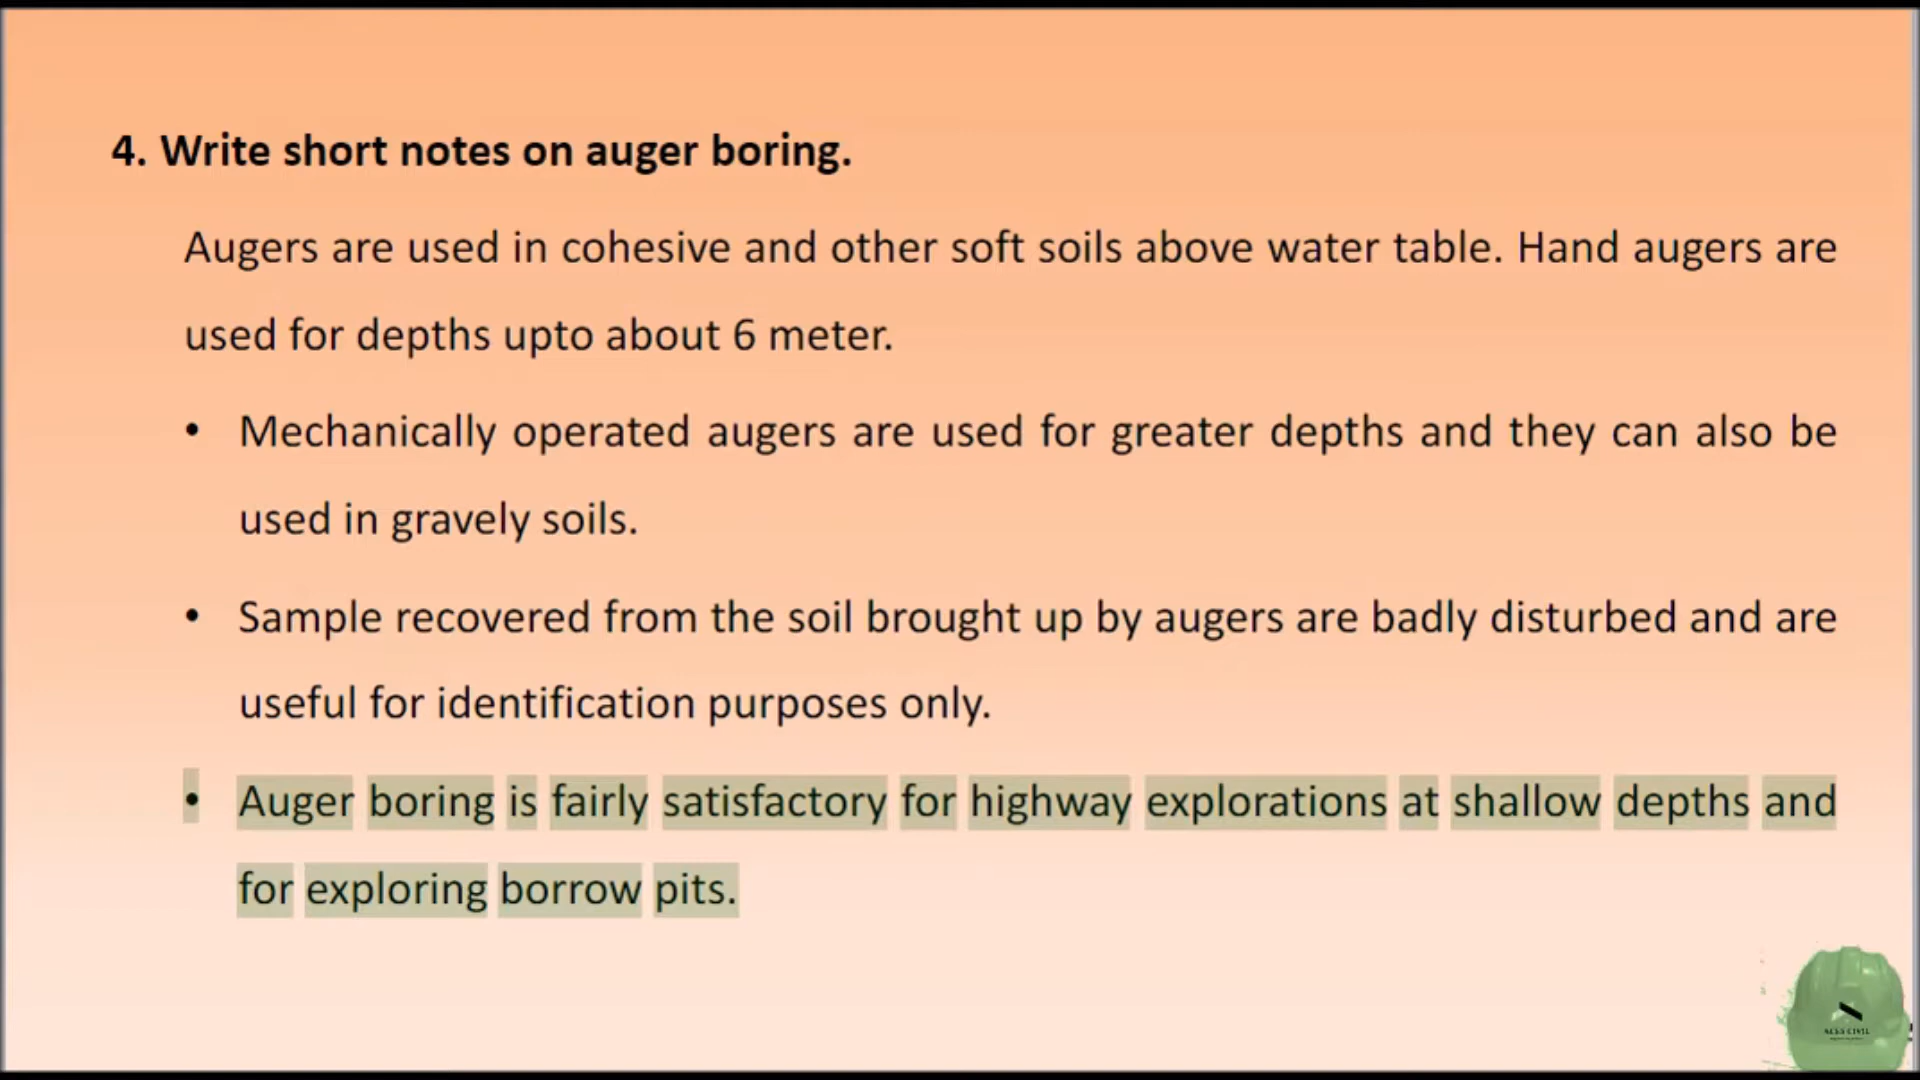 4. Write short notes on auger boring.
Augers are used in cohesive and other soft soils above water table. Hand augers are
used for depths upto about 6 meter.
• Mechanically operated augers are used for greater depths and they can also be
used in gravely soils.
• Sample recovered from the soil brought up by augers are badly disturbed and are
useful for identification purposes only.
• Auger boring is fairly satisfactory for highway explorations at shallow depths and
for exploring borrow pits.